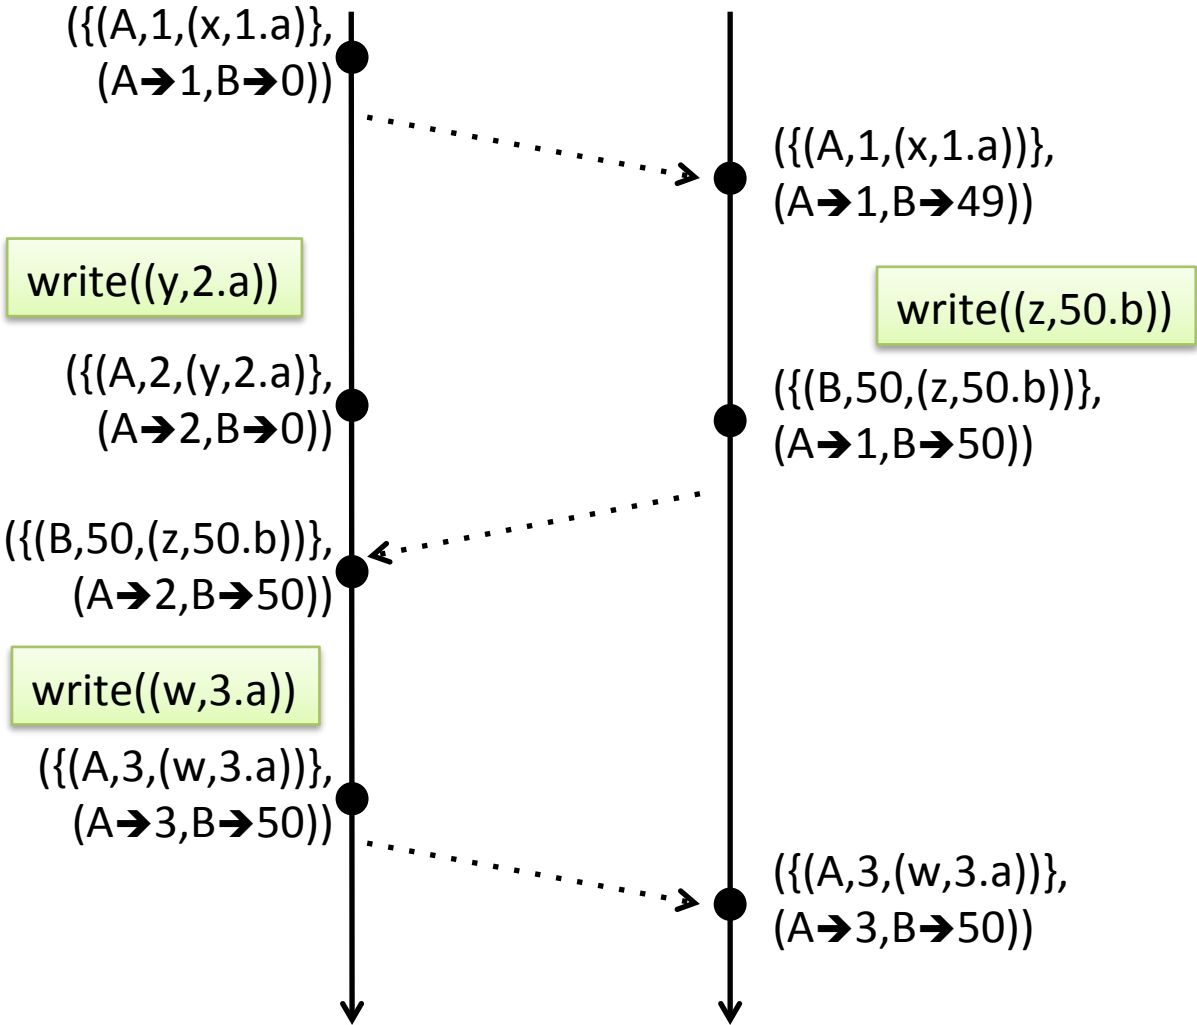 ({(A,1,(x,1.a)},
(A➔1,B➔0))
({(A,1,(x,1.a))},
(A➔1,B➔49))
write((y,2.a))
write((z,50.b))
({(A,2,(y,2.a)},
(A➔2,B➔0))
({(B,50,(z,50.b))},
(A➔1,B➔50))
({(B,50,(z,50.b))},
(A➔2,B➔50))
write((w,3.a))
({(A,3,(w,3.a))},
(A➔3,B➔50))
({(A,3,(w,3.a))},
(A➔3,B➔50))